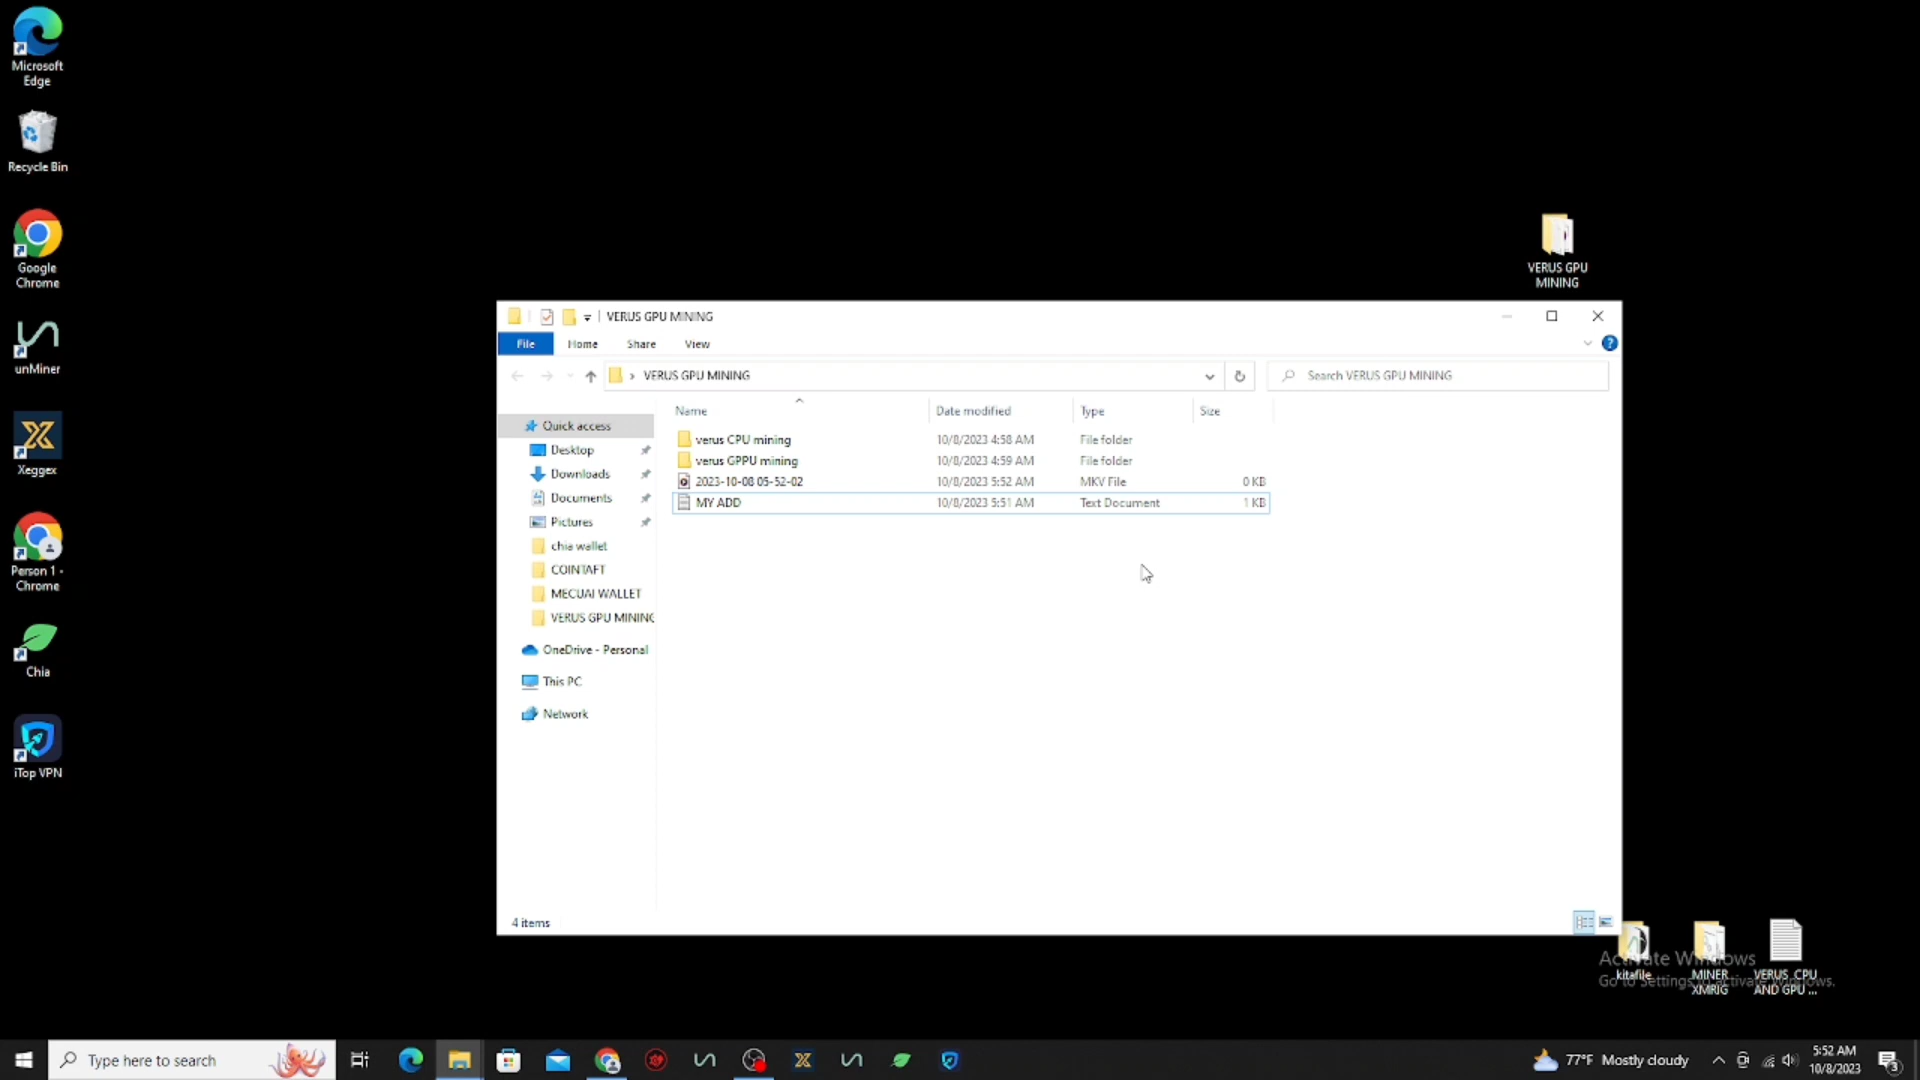 Microsoft
Edge
Recycle Bin
Google
Chrome
unMiner
Xeggex
Person 1 -
Chrome
Chia
iTop VPN
VERUS GPU
MINING
VERUS GPU MINING
File
Home
Share
View
VERUS GPU MINING
Search VERUS GPU MINING
Name
Date modified
Type
Size
verus CPU mining
10/8/2023 4:58 AM
File folder
verus GPPU mining
10/8/2023 4:59 AM
File folder
2023-10-08 05-52-02
10/8/2023 5:52 AM
MKV File
0 KB
MY ADD
10/8/2023 5:51 AM
Text Document
1 KB
Quick access
Desktop
Downloads
Documents
Pictures
chia wallet
COINTAFT
MECUAI WALLET
VERUS GPU MINING
OneDrive - Personal
This PC
Network
4 items
Activate Windows
Go to Settings to activate Windows.
kitafile
MINER
XMRIG
VERUS CPU
AND GPU ...
Type here to search
77°F Mostly cloudy
5:52 AM
10/8/2023
3